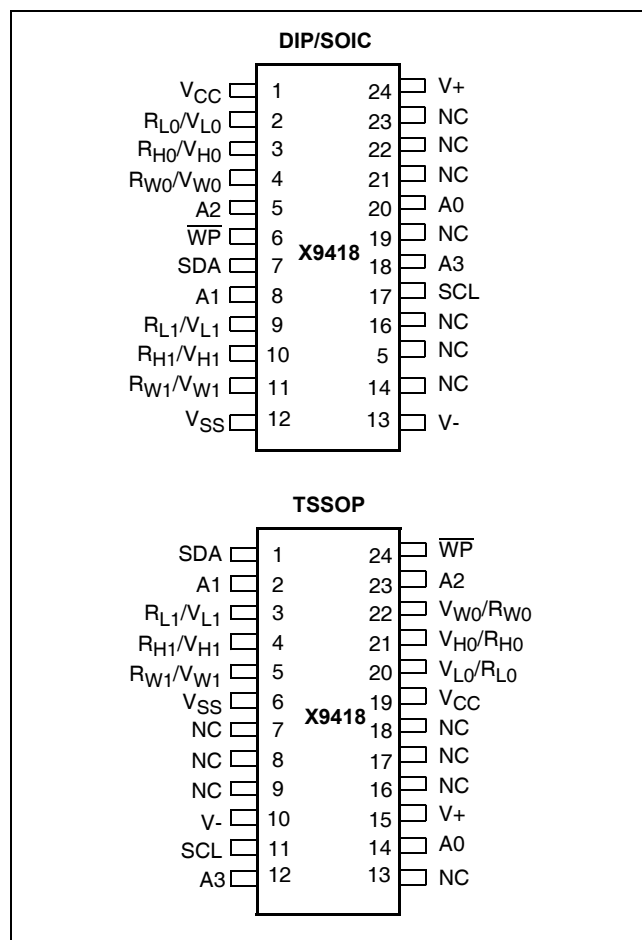 DIP/SOIC
VCC 1 24 V+
RL0/VL0 2 23 NC
RH0/VH0 3 22 NC
RW0/VW0 4 21 NC
A2 5 20 A0
WP 6 19 NC
X9418
SDA 7 18 A3
A1 8 17 SCL
RL1/VL1 9 16 NC
RH1/VH1 10 5 NC
RW1/VW1 11 14 NC
VSS 12 13 V-
TSSOP
SDA 1 24 WP
A1 2 23 A2
RL1/VL1 3 22 VW0/RW0
RH1/VH1 4 21 VH0/RH0
RW1/VW1 5 20 VL0/RL0
VSS 6 19 VCC
X9418
NC 7 18 NC
NC 8 17 NC
NC 9 16 NC
V- 10 15 V+
SCL 11 14 A0
A3 12 13 NC